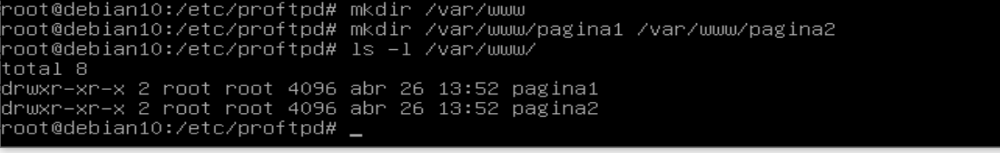 root@debian10:/etc/proftpd# mkdir /var/www
root@debian10:/etc/proftpd# mkdir /var/www/pagina1 /var/www/pagina2
root@debian10:/etc/proftpd# ls -l /var/www/
total 8
drwxr-xr-x 2 root root 4096 abr 26 13:52 pagina1
drwxr-xr-x 2 root root 4096 abr 26 13:52 pagina2
root@debian10:/etc/proftpd# _